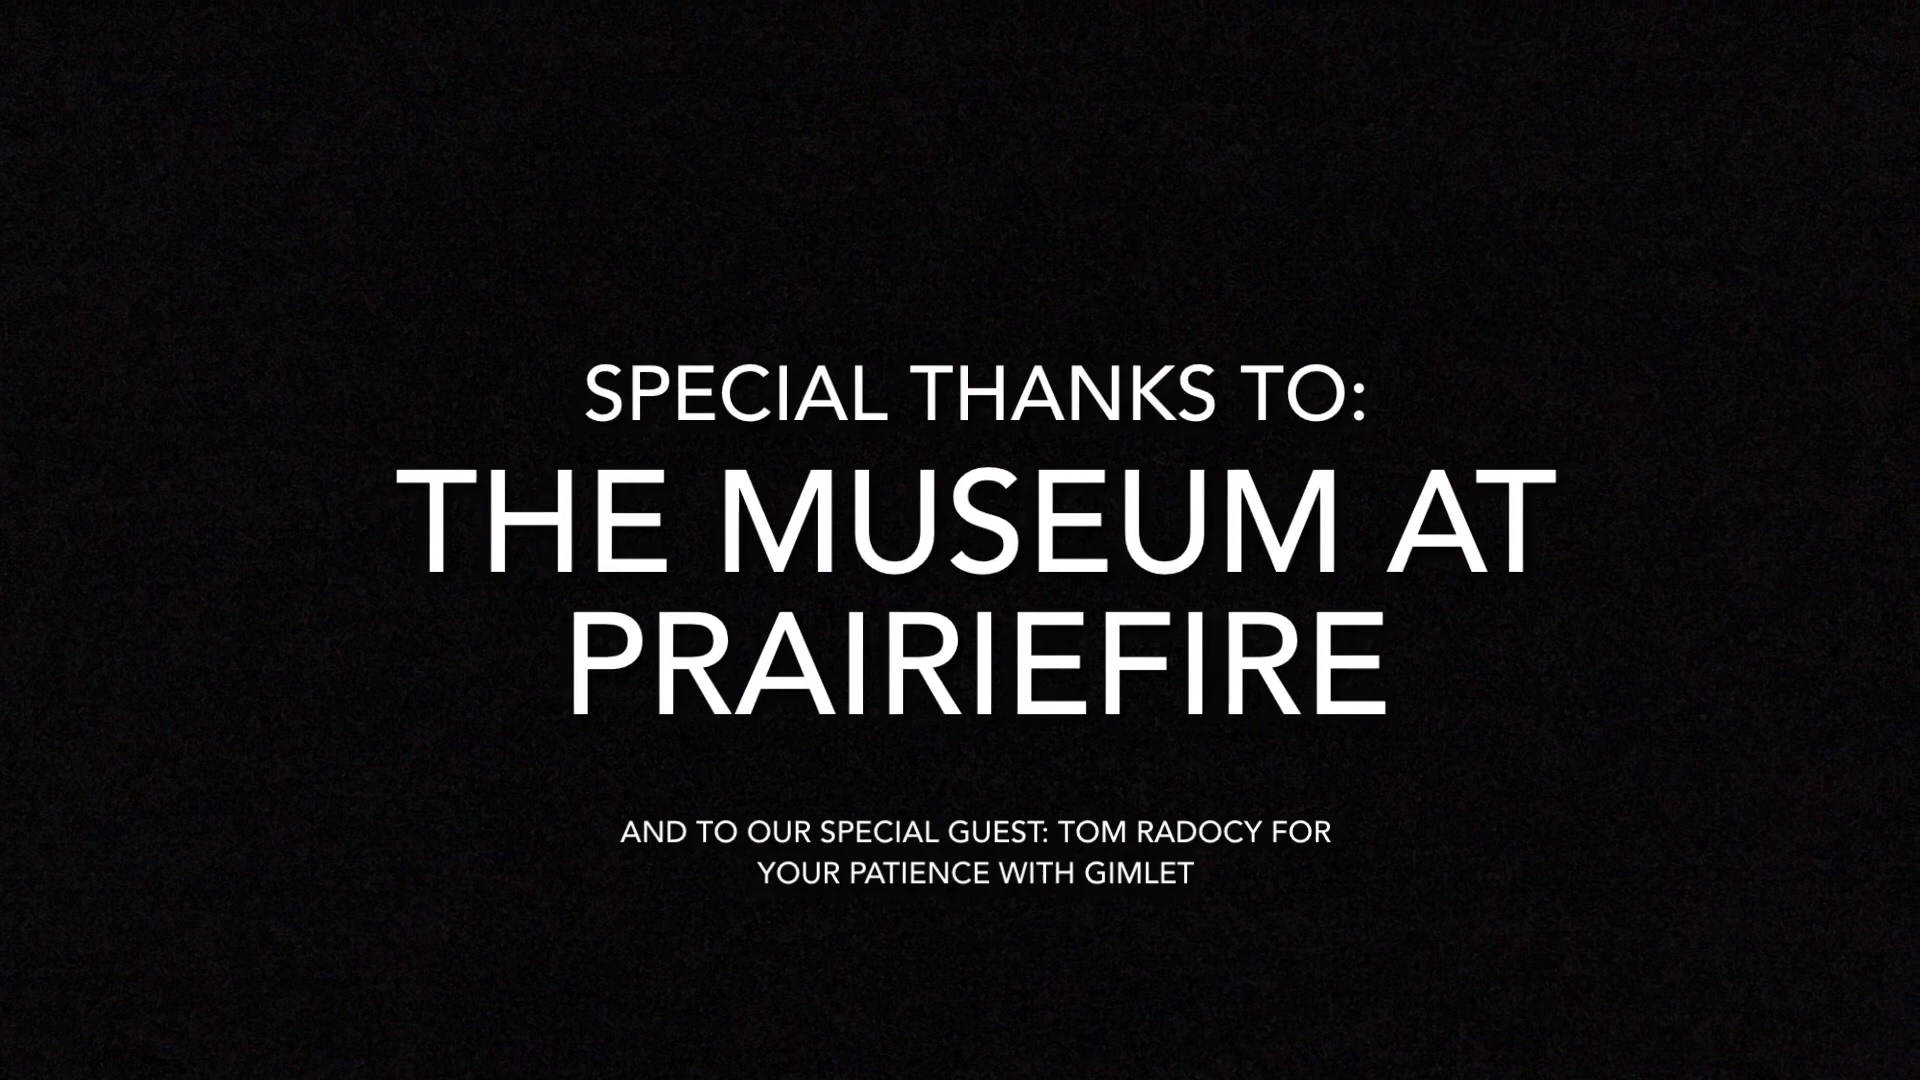 SPECIAL THANKS TO:
THE MUSEUM AT
PRAIRIEFIRE
AND TO OUR SPECIAL GUEST: TOM RADOCY FOR
YOUR PATIENCE WITH GIMLET